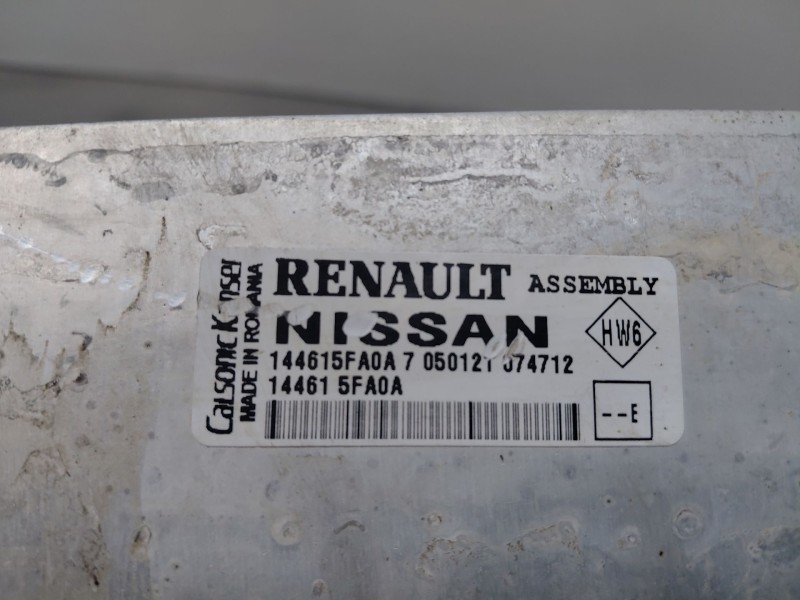 Calsonic Kansei
MADE IN ROMANIA
RENAULT ASSEMBLY
NISSAN
HW6
144615FA0A 7 050121 074712
14461 5FA0A
--E